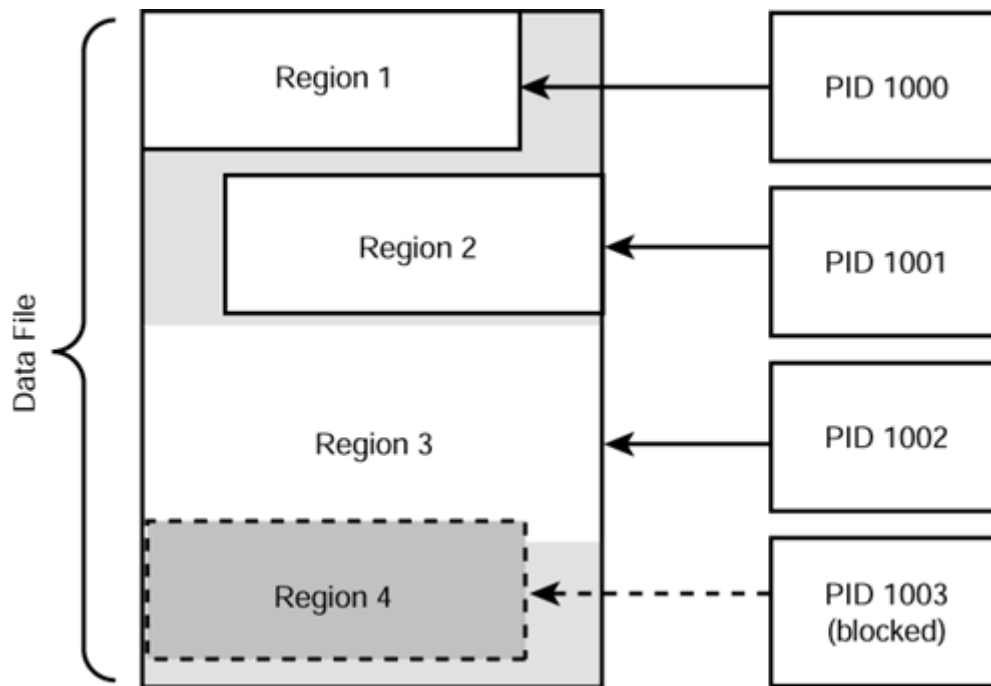 Data File
Region 1
PID 1000
Region 2
PID 1001
Region 3
PID 1002
Region 4
PID 1003
(blocked)